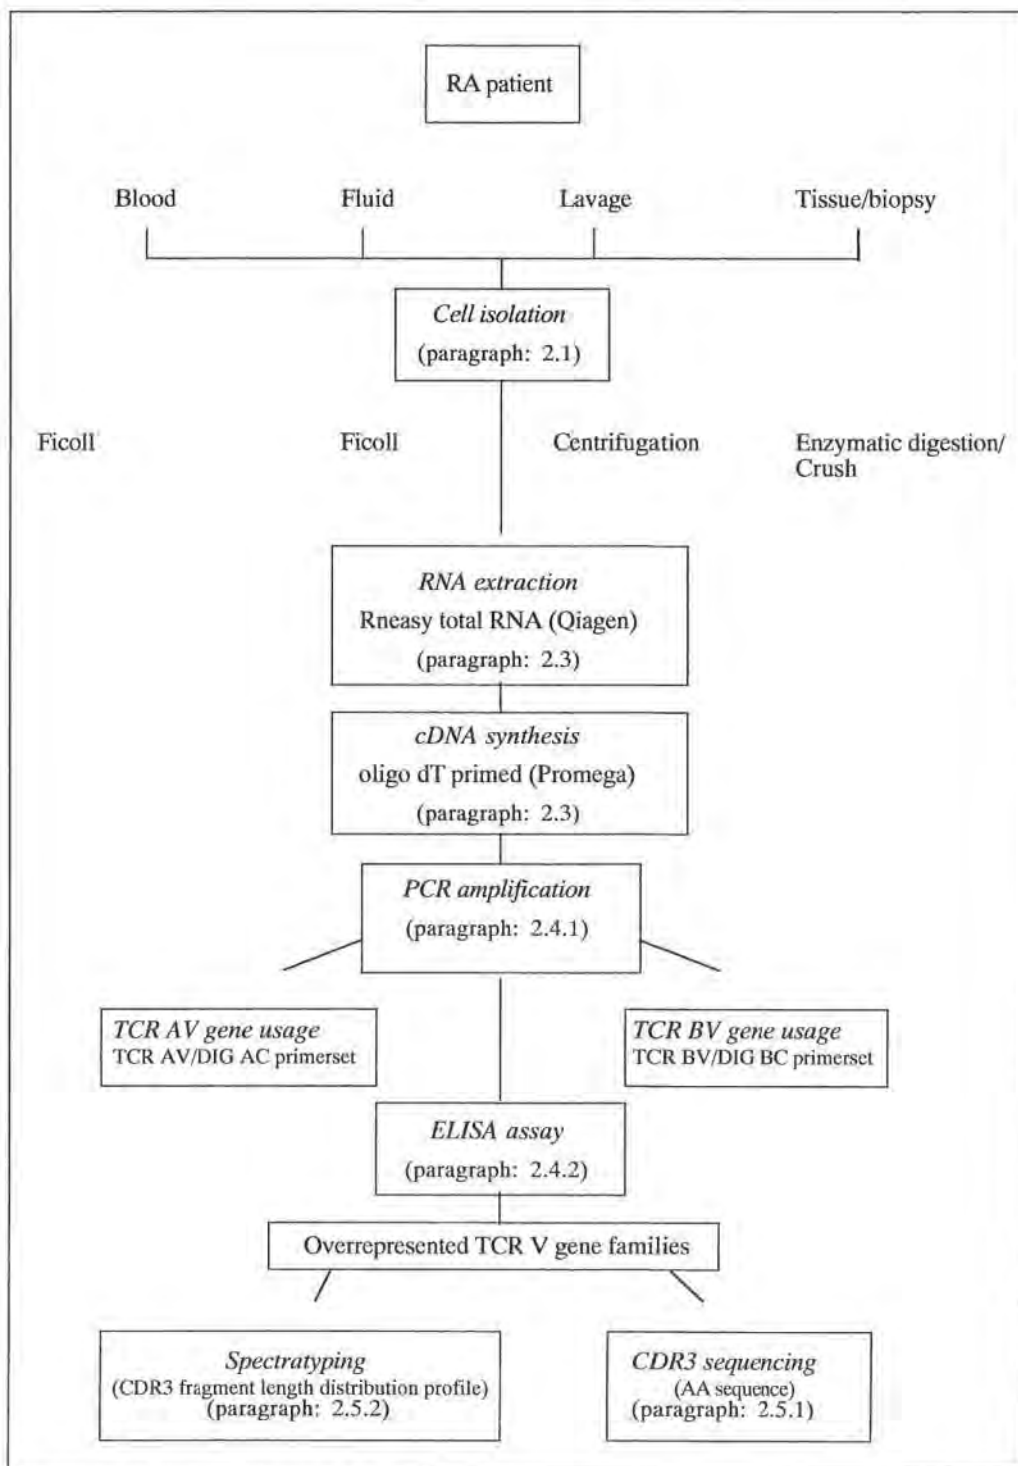 RA patient
Blood Fluid Lavage Tissue/biopsy
Cell isolation
(paragraph: 2.1)
Ficoll Ficoll Centrifugation Enzymatic digestion/
Crush
RNA extraction
Rneasy total RNA (Qiagen)
(paragraph: 2.3)
cDNA synthesis
oligo dT primed (Promega)
(paragraph: 2.3)
PCR amplification
(paragraph: 2.4.1)
TCR AV gene usage
TCR AV/DIG AC primerset
TCR BV gene usage
TCR BV/DIG BC primerset
ELISA assay
(paragraph: 2.4.2)
Overrepresented TCR V gene families
Spectratyping
(CDR3 fragment length distribution profile)
(paragraph: 2.5.2)
CDR3 sequencing
(AA sequence)
(paragraph: 2.5.1)